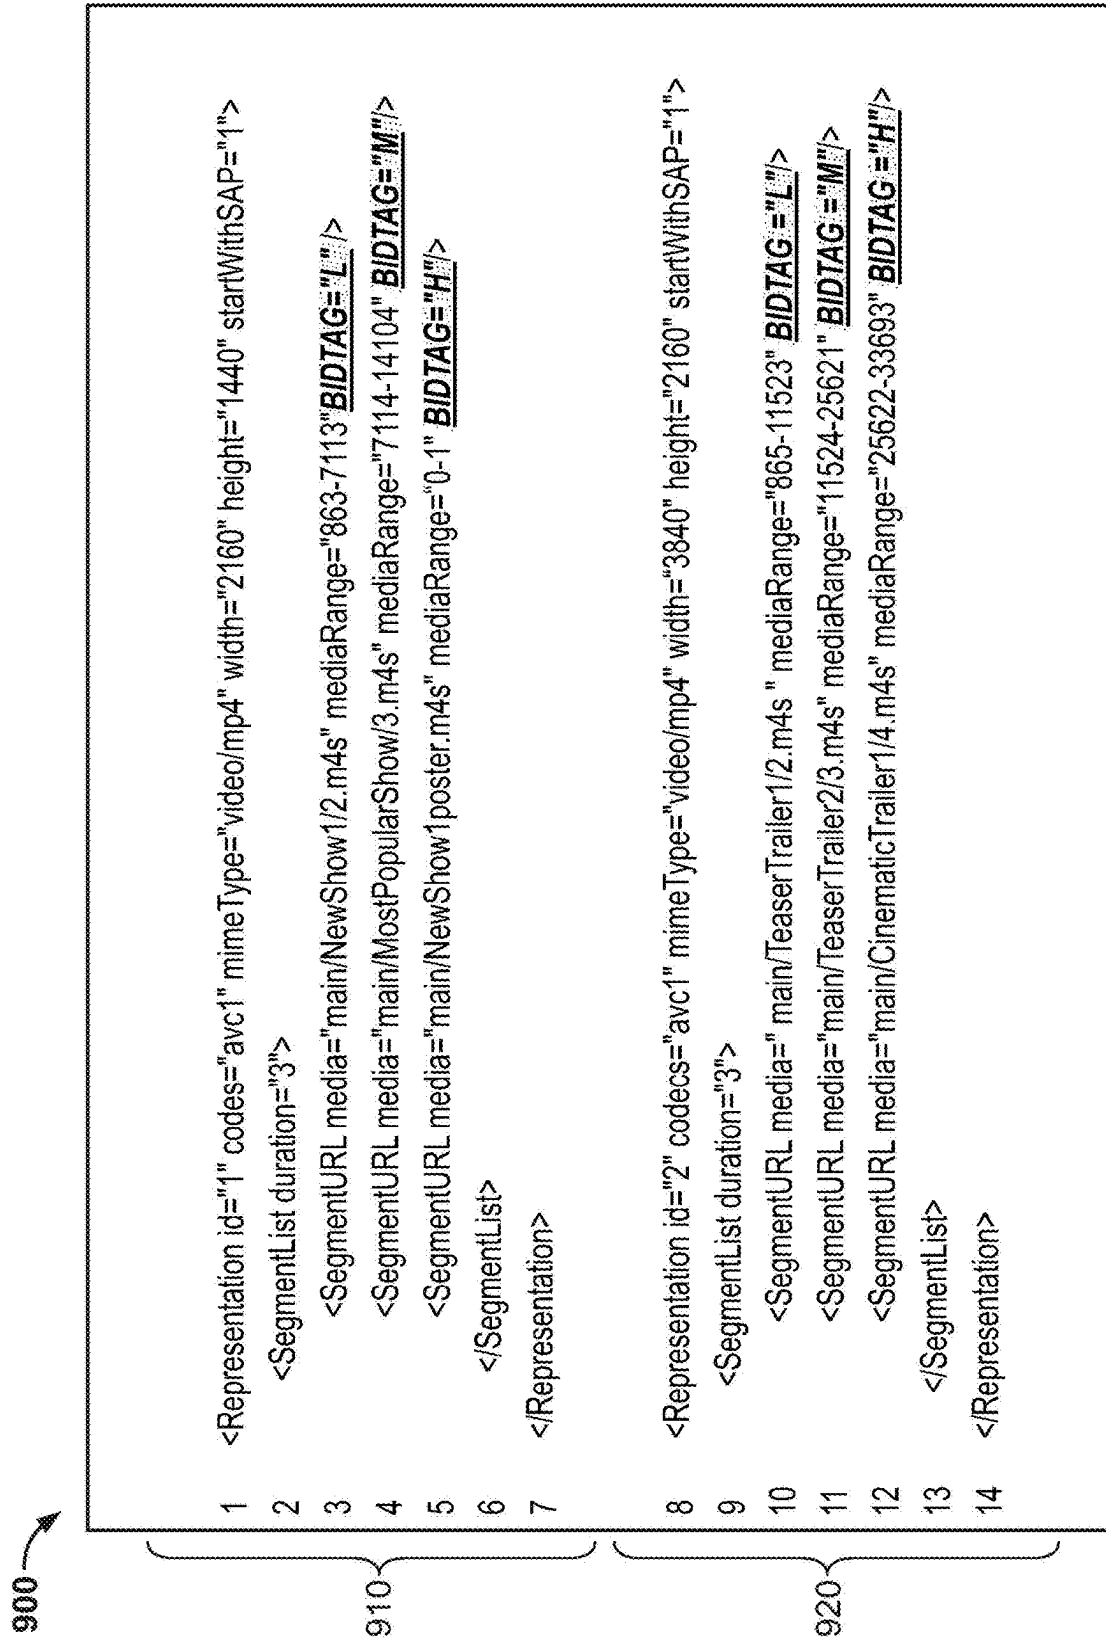 900
910
1 <Representation id="1" codes="avc1" mimeType="video/mp4" width="2160" height="1440" startWithSAP="1">
2 <SegmentList duration="3">
3 <SegmentURL media="main/NewShow1/2.m4s" mediaRange="863-7113"BIDTAG="L"/>
4 <SegmentURL media="main/MostPopularShow/3.m4s" mediaRange="7114-14104" BIDTAG="M"/>
5 <SegmentURL media="main/NewShow1poster.m4s" mediaRange="0-1" BIDTAG="H"/>
6 </SegmentList>
7 </Representation>
920
8 <Representation id="2" codecs="avc1" mimeType="video/mp4" width="3840" height="2160" startWithSAP="1">
9 <SegmentList duration="3">
10 <SegmentURL media=" main/TeaserTrailer1/2.m4s " mediaRange="865-11523" BIDTAG ="L"/>
11 <SegmentURL media="main/TeaserTrailer2/3.m4s" mediaRange="11524-25621" BIDTAG ="M"/>
12 <SegmentURL media="main/CinematicTrailer1/4.m4s" mediaRange="25622-33693" BIDTAG ="H"/>
13 </SegmentList>
14 </Representation>